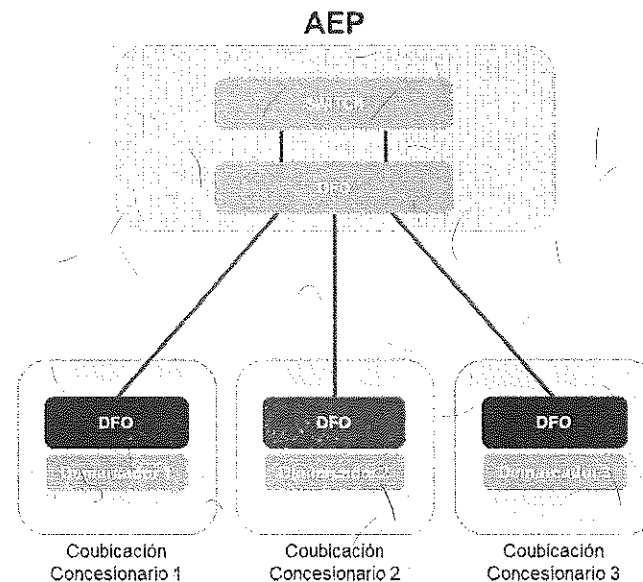 AEP
SWITCH
DFO
DFO
DFO
DFO
Coubicación
Concesionario 1
Coubicación
Concesionario 2
Coubicación
Concesionario 3